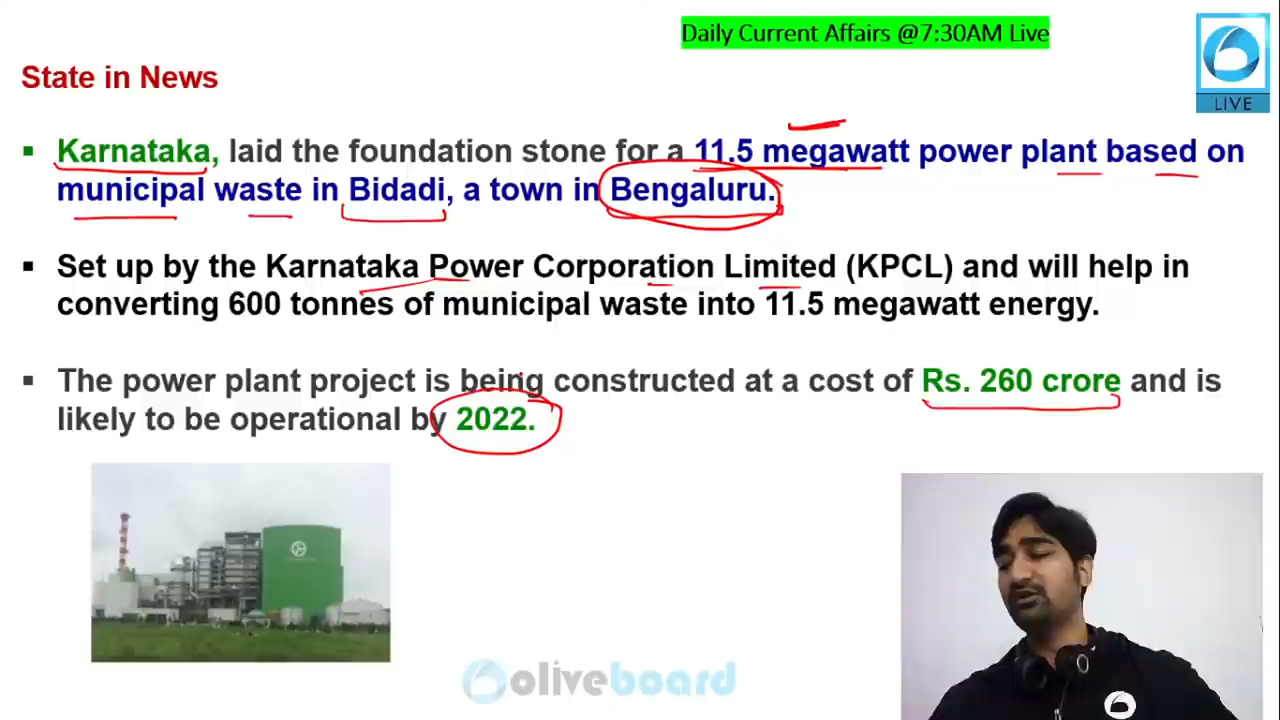 Daily Current Affairs @7:30AM Live
LIVE
State in News
▪ Karnataka, laid the foundation stone for a 11.5 megawatt power plant based on
municipal waste in Bidadi, a town in Bengaluru.
▪ Set up by the Karnataka Power Corporation Limited (KPCL) and will help in
converting 600 tonnes of municipal waste into 11.5 megawatt energy.
▪ The power plant project is being constructed at a cost of Rs. 260 crore and is
likely to be operational by 2022.
oliveboard